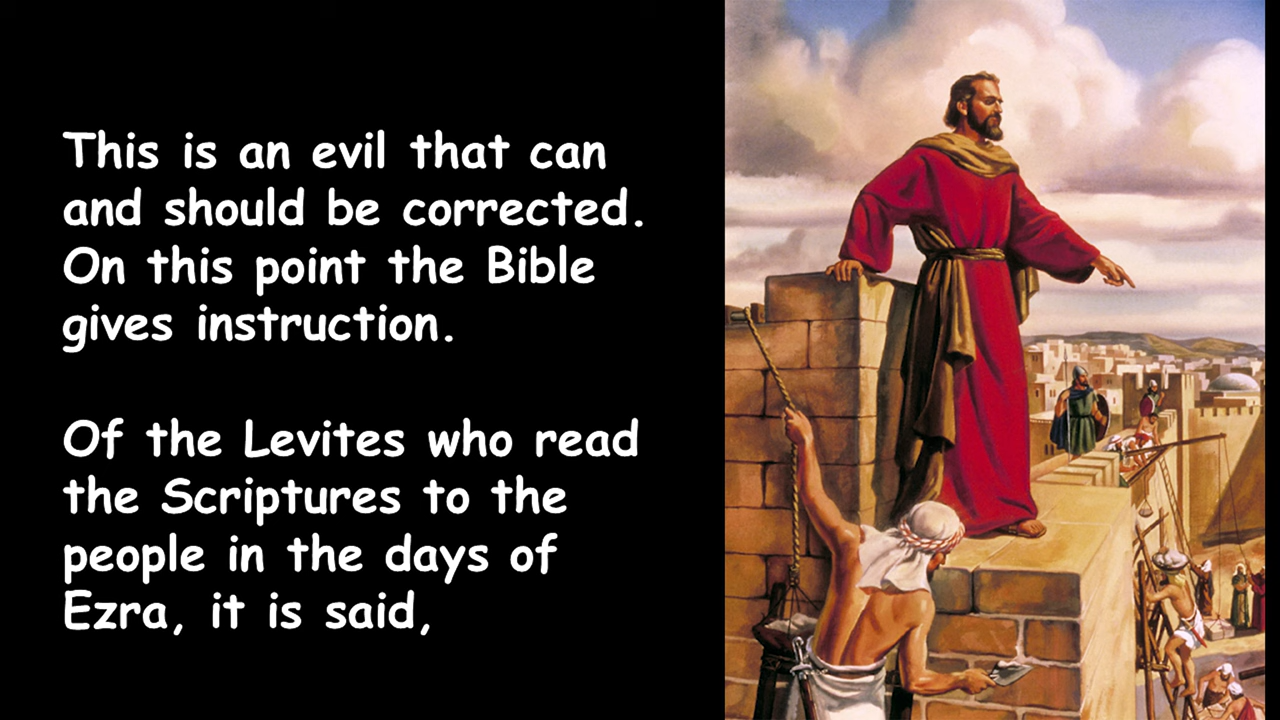 This is an evil that can
and should be corrected.
On this point the Bible
gives instruction.
Of the Levites who read
the Scriptures to the
people in the days of
Ezra, it is said,